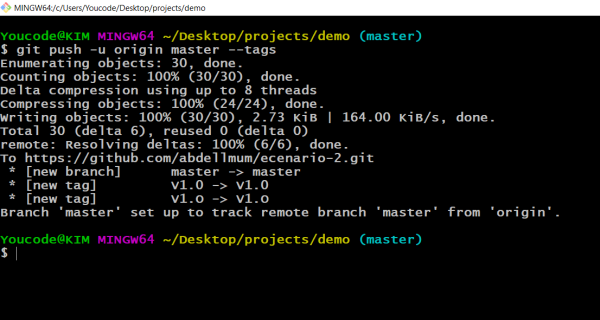 MINGW64:/c/Users/Youcode/Desktop/projects/demo
Youcode@KIM MINGW64 ~/Desktop/projects/demo (master)
$ git push -u origin master --tags
Enumerating objects: 30, done.
Counting objects: 100% (30/30), done.
Delta compression using up to 8 threads
Compressing objects: 100% (24/24), done.
Writing objects: 100% (30/30), 2.73 KiB | 164.00 KiB/s, done.
Total 30 (delta 6), reused 0 (delta 0)
remote: Resolving deltas: 100% (6/6), done.
To https://github.com/abdellmum/ecenario-2.git
 * [new branch]      master -> master
 * [new tag]         v1.0 -> v1.0
 * [new tag]         v1.o -> v1.o
Branch 'master' set up to track remote branch 'master' from 'origin'.
Youcode@KIM MINGW64 ~/Desktop/projects/demo (master)
$